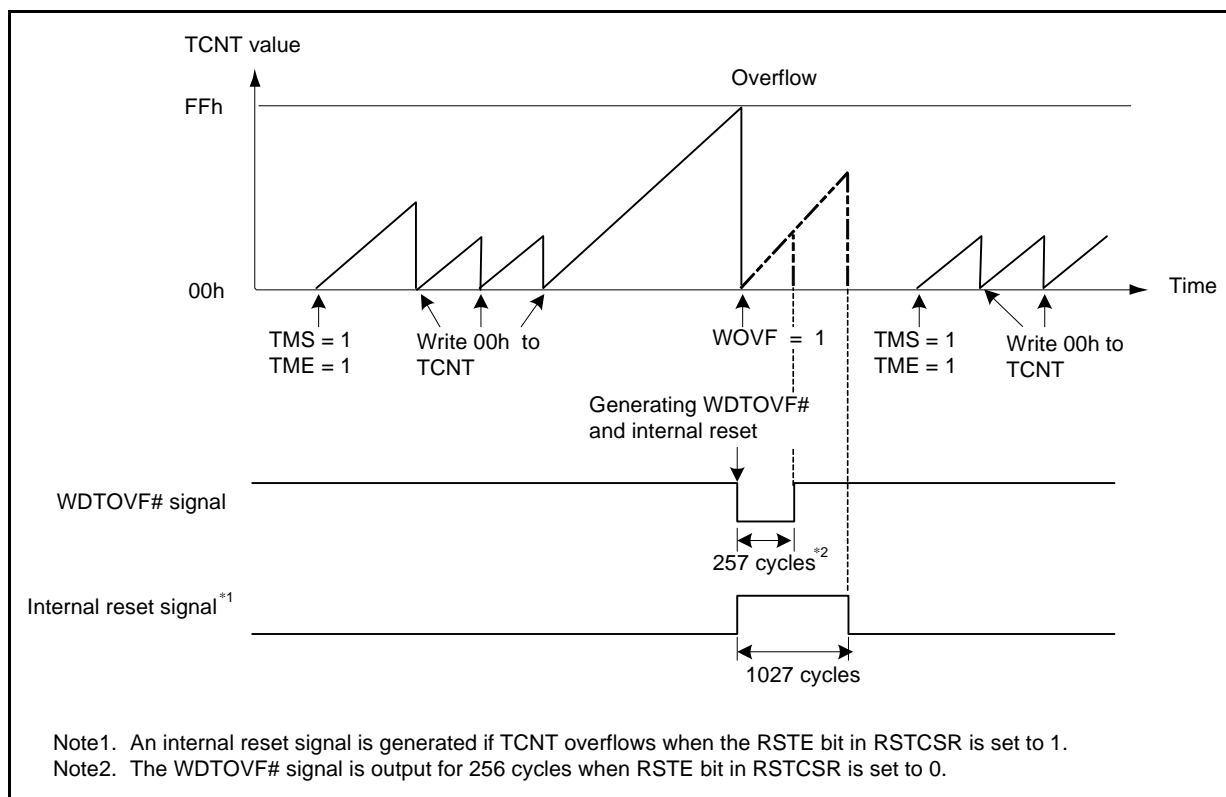 TCNT value
Overflow
FFh
00h
Time
TMS = 1
TME = 1
Write 00h to
TCNT
WOVF = 1
TMS = 1
TME = 1
Write 00h to
TCNT
Generating WDTOVF#
and internal reset
WDTOVF# signal
257 cycles*2
Internal reset signal*1
1027 cycles
Note1. An internal reset signal is generated if TCNT overflows when the RSTE bit in RSTCSR is set to 1.
Note2. The WDTOVF# signal is output for 256 cycles when RSTE bit in RSTCSR is set to 0.